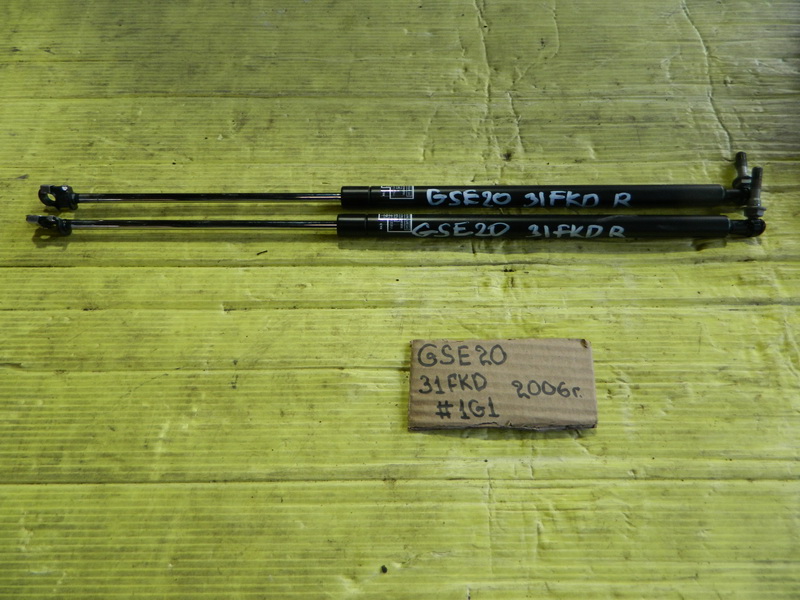 GSE20 31FKD R
GSE20 31FKD R
GSE20
31FKD 2006г.
#1G1